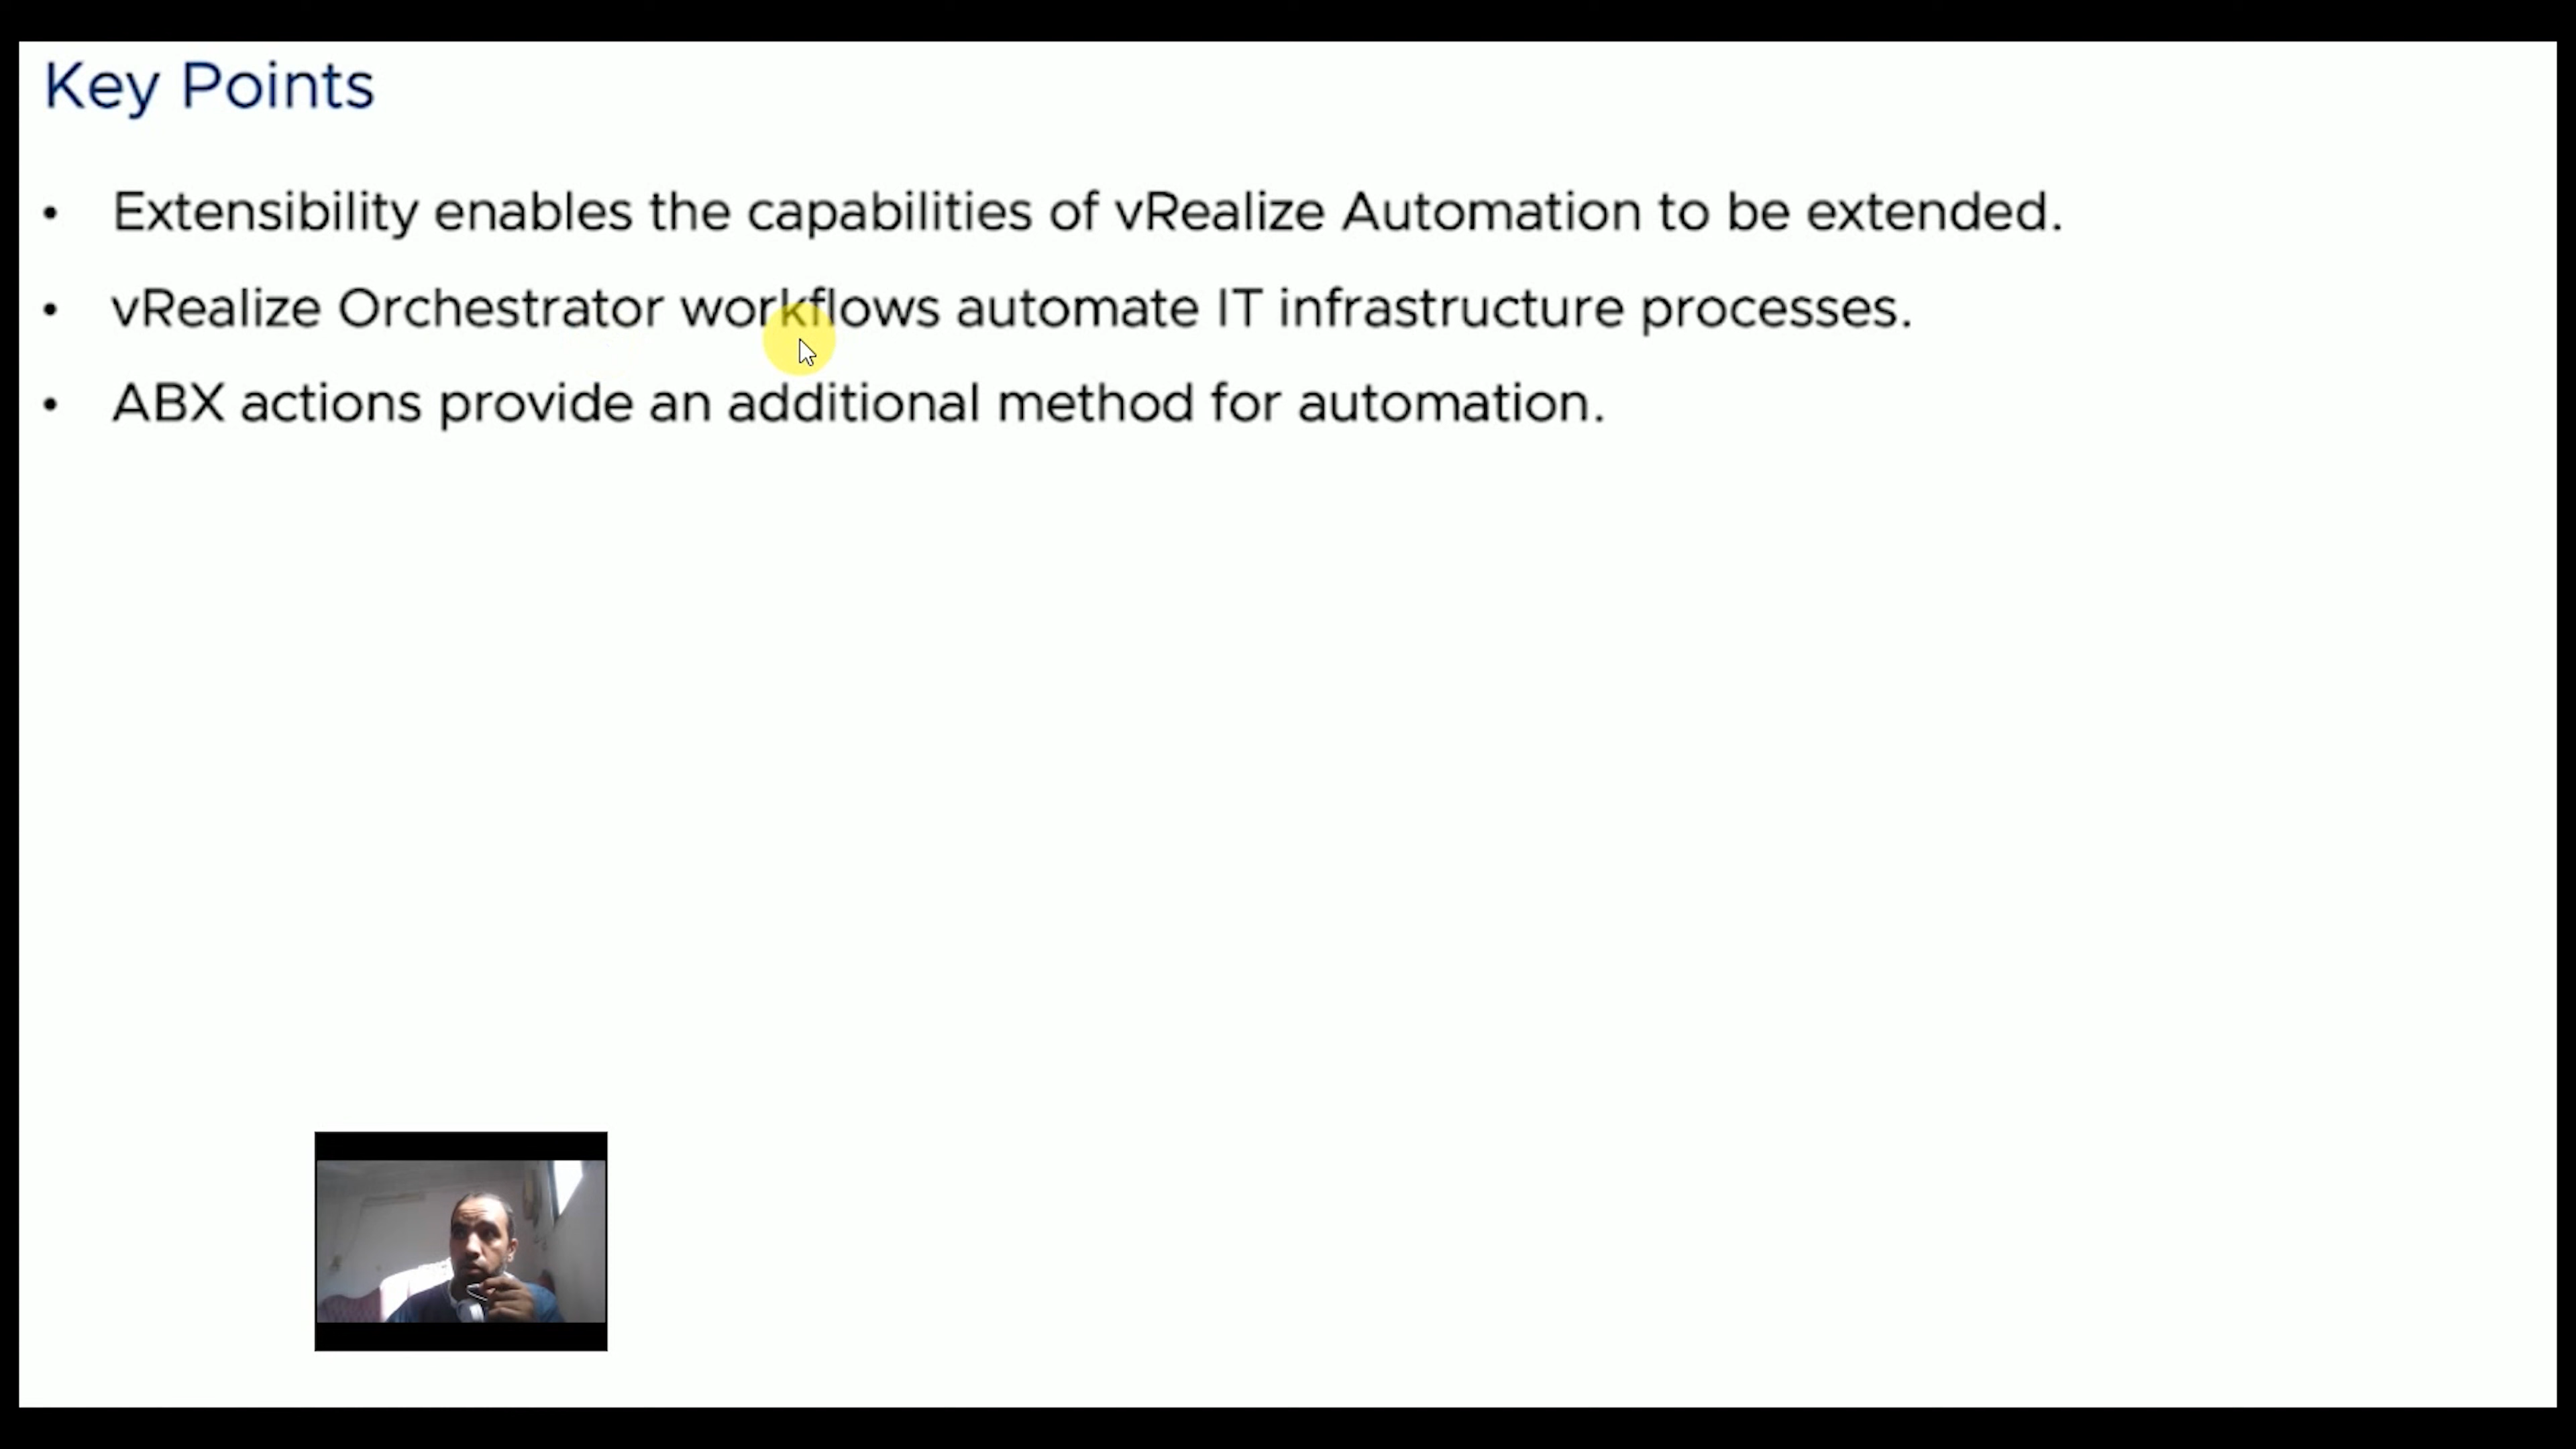 Key Points
• Extensibility enables the capabilities of vRealize Automation to be extended.
• vRealize Orchestrator workflows automate IT infrastructure processes.
• ABX actions provide an additional method for automation.